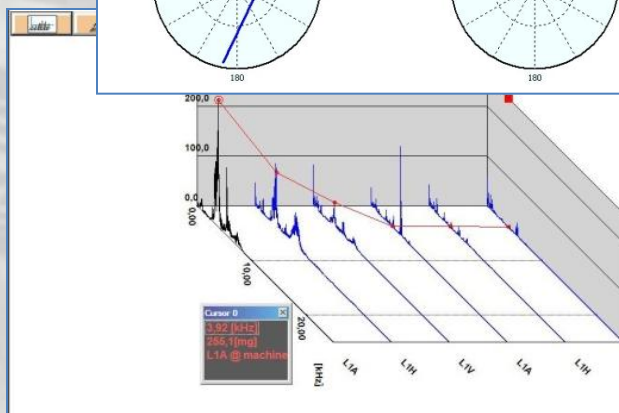 180
180
200,0
100,0
0,0
0,00
10,00
20,00
[kHz]
Cursor 0
3,92 [kHz]
255,1[mg]
L1A @ machine
L1A
L1H
L1V
L1A
L1H